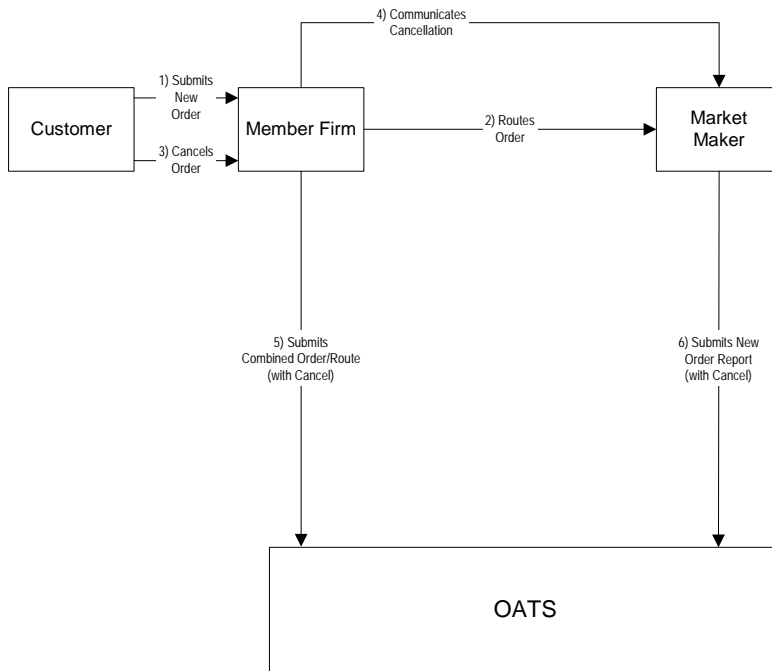 4) Communicates
Cancellation
Customer
1) Submits
New
Order
3) Cancels
Order
Member Firm
2) Routes
Order
Market
Maker
5) Submits
Combined Order/Route
(with Cancel)
6) Submits New
Order Report
(with Cancel)
OATS